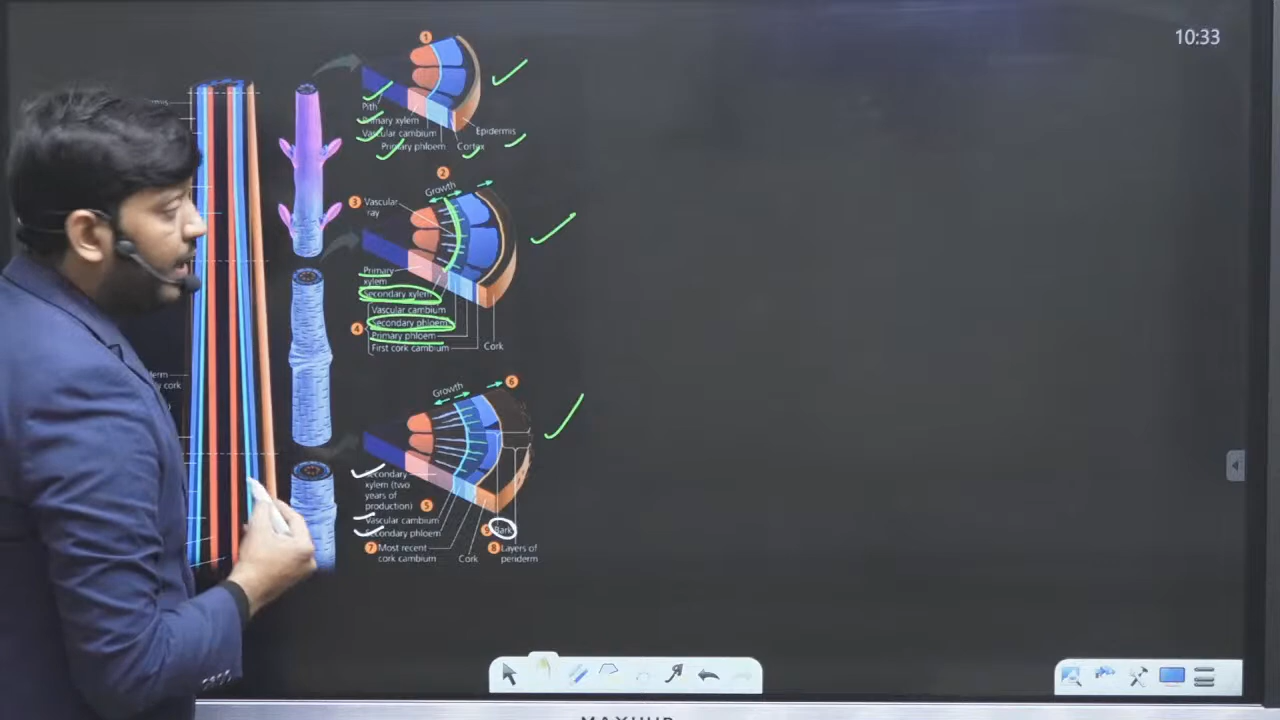 10:33
1
Pith
Primary xylem
Vascular cambium
Primary phloem
Epidermis
Cortex
2
Growth
3 Vascular ray
Primary xylem
Secondary xylem
4
Vascular cambium
Secondary phloem
Primary phloem
First cork cambium
Cork
6
Growth
Secondary
xylem (two
years of
production)
5
Vascular cambium
Secondary phloem
9 Bark
7 Most recent
cork cambium
Cork
8 Layers of
periderm